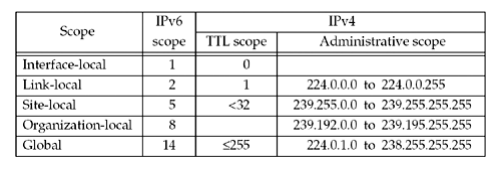 Scope IPv6 scope IPv4
TTL scope Administrative scope
Interface-local 1 0
Link-local 2 1 224.0.0.0 to 224.0.0.255
Site-local 5 <32 239.255.0.0 to 239.255.255.255
Organization-local 8 239.192.0.0 to 239.195.255.255
Global 14 ≤255 224.0.1.0 to 238.255.255.255